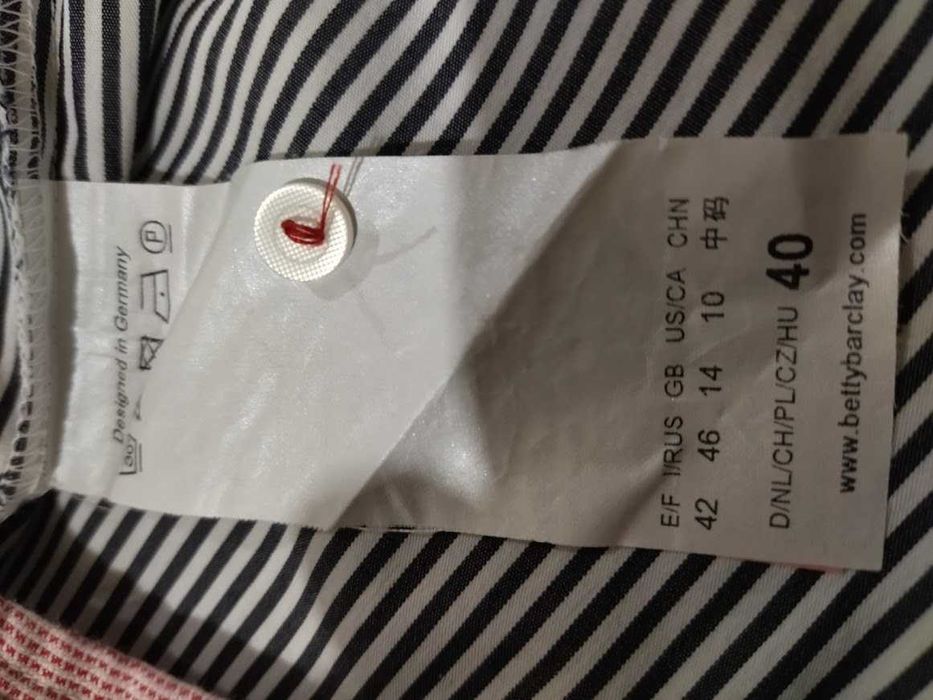 Designed in Germany
E/F I/RUS GB US/CA CHN
42 46 14 10 中码
D/NL/CH/PL/CZ/HU 40
www.bettybarclay.com